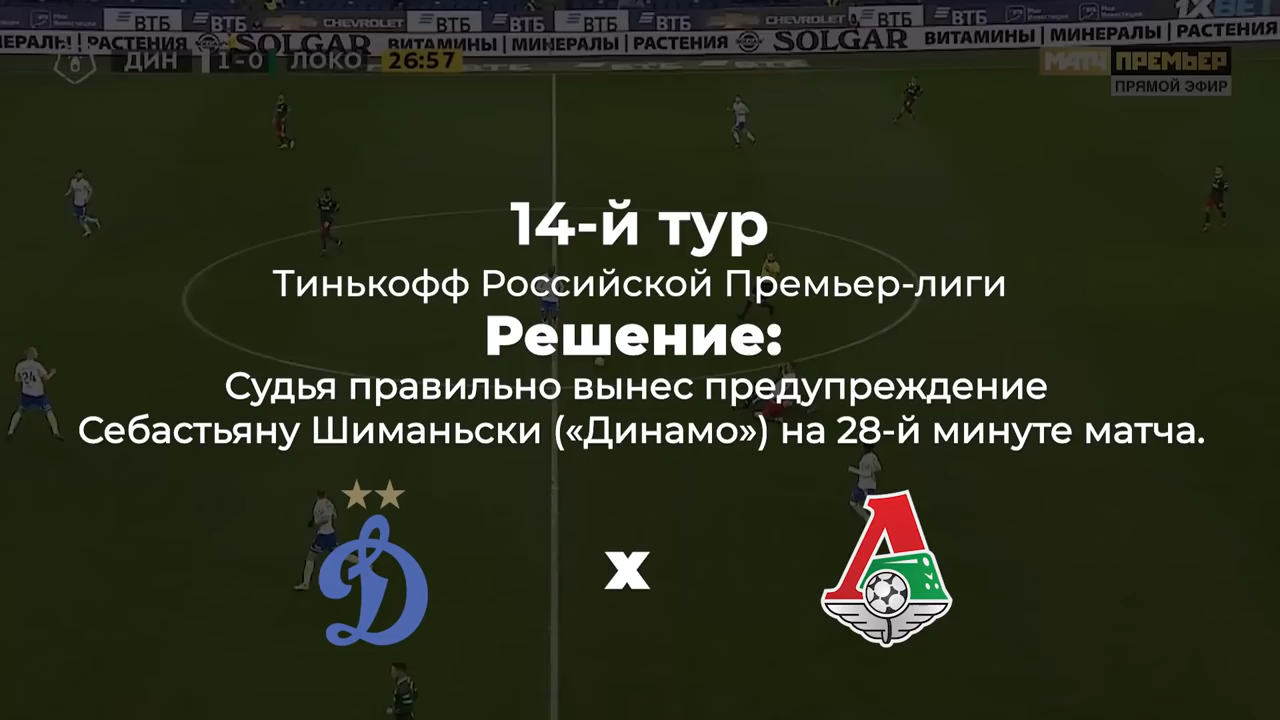 ВТБ ВТБ ВТБ CHEVROLET ВТБ ВТБ ВТБ CHEVROLET ВТБ ВТБ 1XBET
РАСТЕНИЯ SOLGAR ВИТАМИНЫ | МИНЕРАЛЫ | РАСТЕНИЯ SOLGAR ВИТАМИНЫ | МИНЕРАЛЫ | РАСТЕНИЯ
ДИН 1-0 ЛОКО 26:57
МАТЧ ПРЕМЬЕР
ПРЯМОЙ ЭФИР
14-й тур
Тинькофф Российской Премьер-лиги
Решение:
Судья правильно вынес предупреждение
Себастьяну Шиманьски («Динамо») на 28-й минуте матча.
24
Д
х